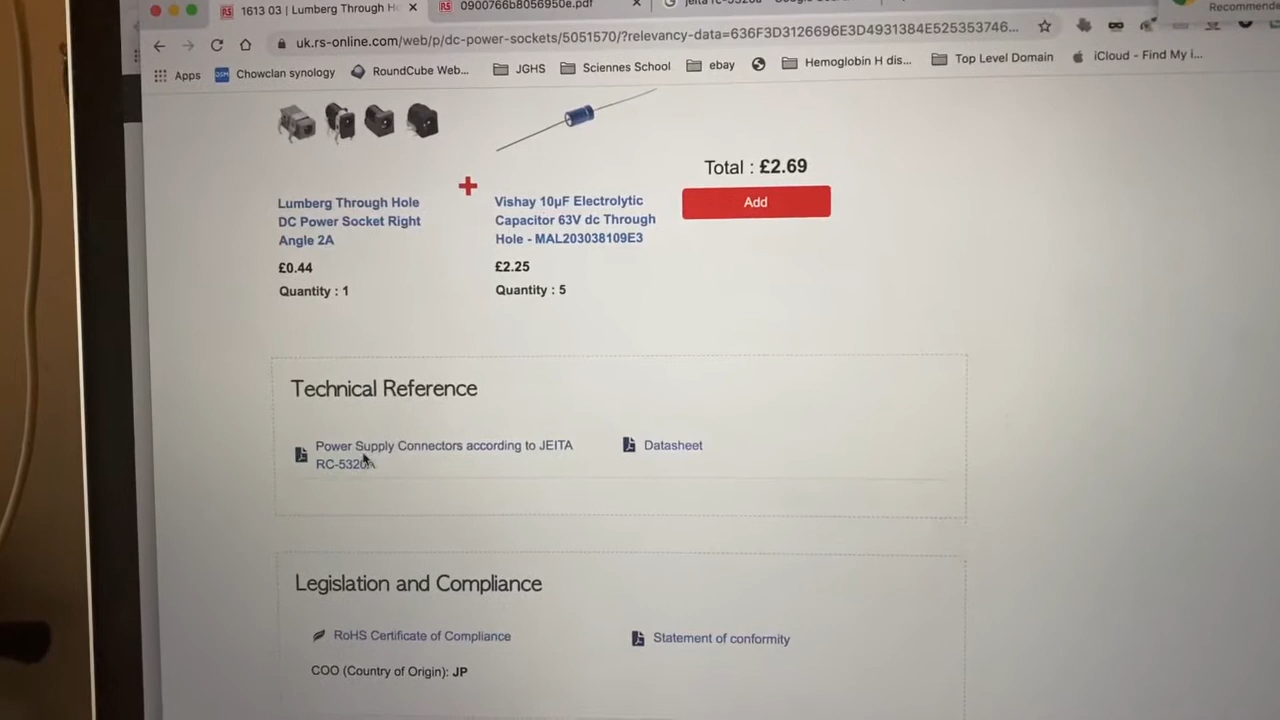 1613 03 | Lumberg Through H
0900766b8056950e.pdf
Recommende
uk.rs-online.com/web/p/dc-power-sockets/5051570/?relevancy-data=636F3D3126696E3D4931384E525353746...
Apps
DSM
Chowclan synology
RoundCube Web...
JGHS
Sciennes School
ebay
Hemoglobin H dis...
Top Level Domain
iCloud - Find My i...
Total : £2.69
Add
Lumberg Through Hole
DC Power Socket Right
Angle 2A
£0.44
Quantity : 1
Vishay 10µF Electrolytic
Capacitor 63V dc Through
Hole - MAL203038109E3
£2.25
Quantity : 5
Technical Reference
Power Supply Connectors according to JEITA
RC-5320A
Datasheet
Legislation and Compliance
RoHS Certificate of Compliance
Statement of conformity
COO (Country of Origin): JP